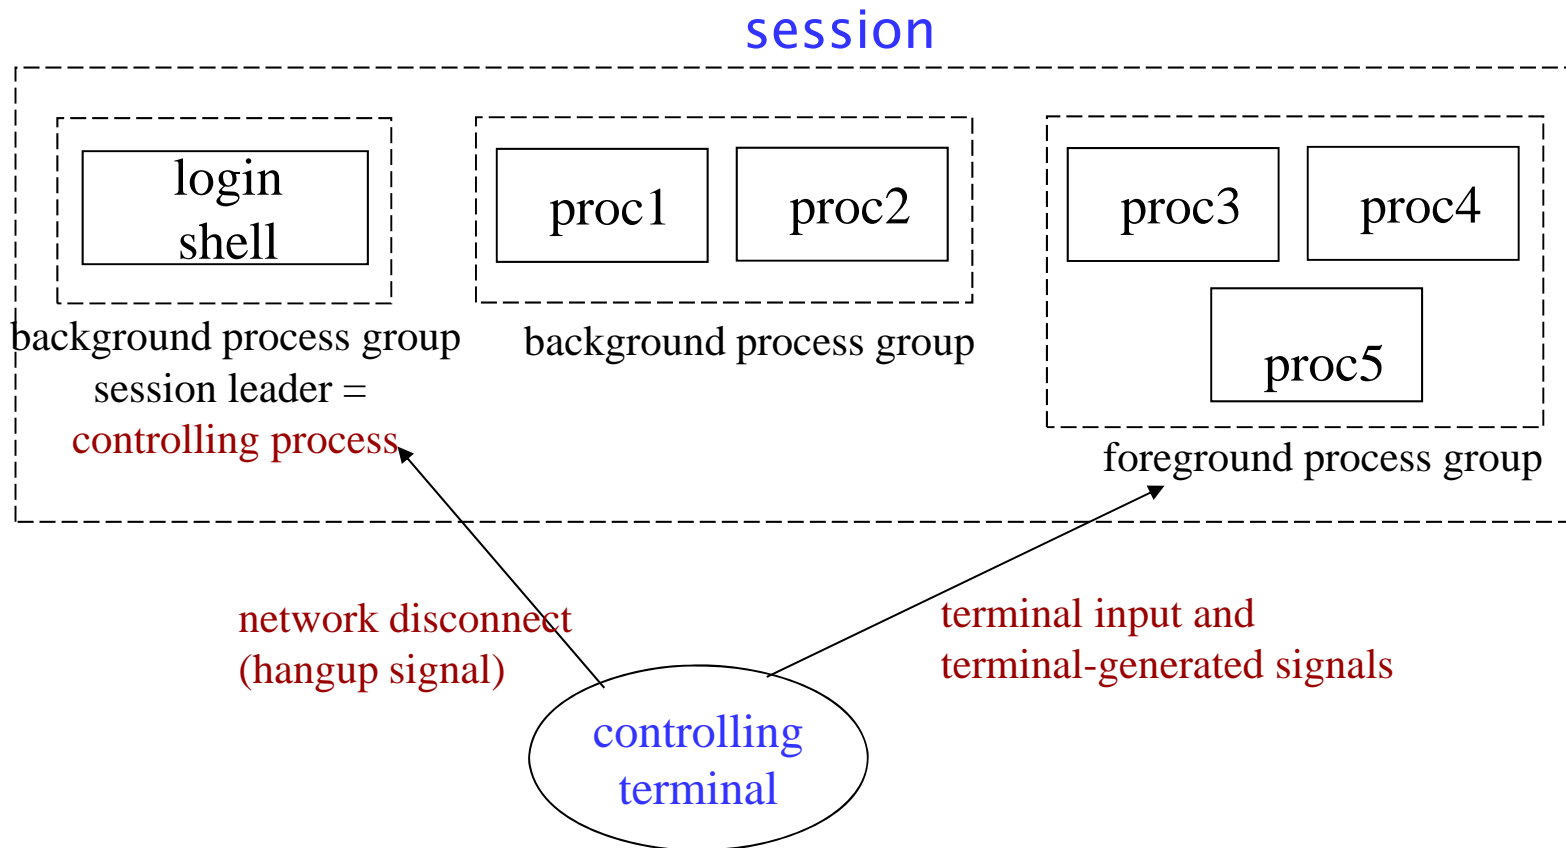 session
login
shell
proc1
proc2
proc3
proc4
proc5
background process group
session leader =
controlling process
background process group
foreground process group
network disconnect
(hangup signal)
terminal input and
terminal-generated signals
controlling
terminal